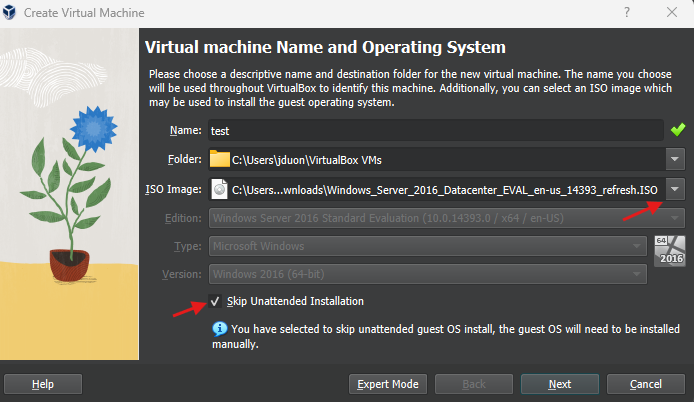 Create Virtual Machine
Virtual machine Name and Operating System
Please choose a descriptive name and destination folder for the new virtual machine. The name you choose
will be used throughout VirtualBox to identify this machine. Additionally, you can select an ISO image which
may be used to install the guest operating system.
Name: test
Folder: C:\Users\jduon\VirtualBox VMs
ISO Image: C:\Users...wnloads\Windows_Server_2016_Datacenter_EVAL_en-us_14393_refresh.ISO
Edition: Windows Server 2016 Standard Evaluation (10.0.14393.0 / x64 / en-US)
Type: Microsoft Windows
64
2016
Version: Windows 2016 (64-bit)
Skip Unattended Installation
You have selected to skip unattended guest OS install, the guest OS will need to be installed
manually.
Help Expert Mode Back Next Cancel